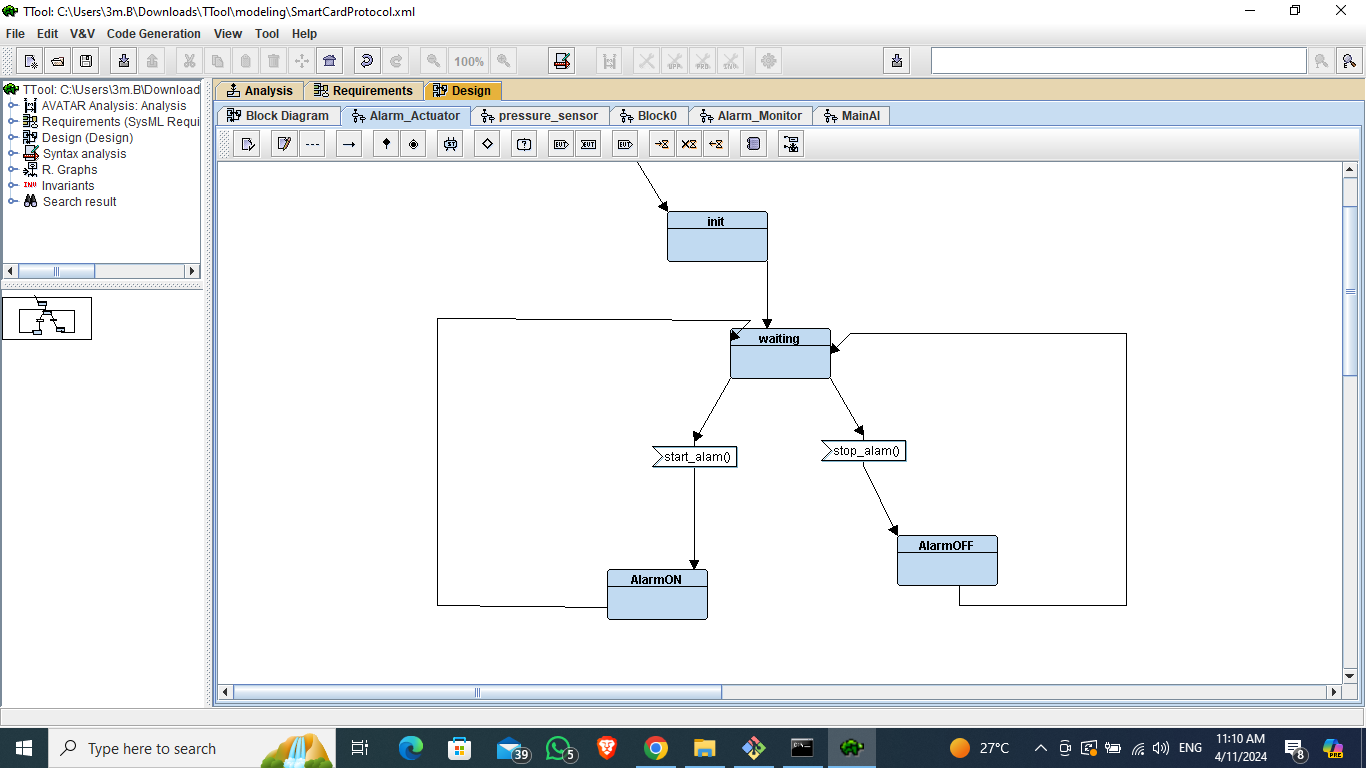 TTool: C:\Users\3m.B\Downloads\TTool\modeling\SmartCardProtocol.xml
File Edit V&V Code Generation View Tool Help
100%
TTool: C:\Users\3m.B\Download
AVATAR Analysis: Analysis
Requirements (SysML Requi
Design (Design)
Syntax analysis
R. Graphs
Invariants
Search result
Analysis Requirements Design
Block Diagram Alarm_Actuator pressure_sensor Block0 Alarm_Monitor MainAI
init
waiting
start_alam()
stop_alam()
AlarmOFF
AlarmON
Type here to search
39
5
27°C
ENG
11:10 AM
4/11/2024
8
PRE